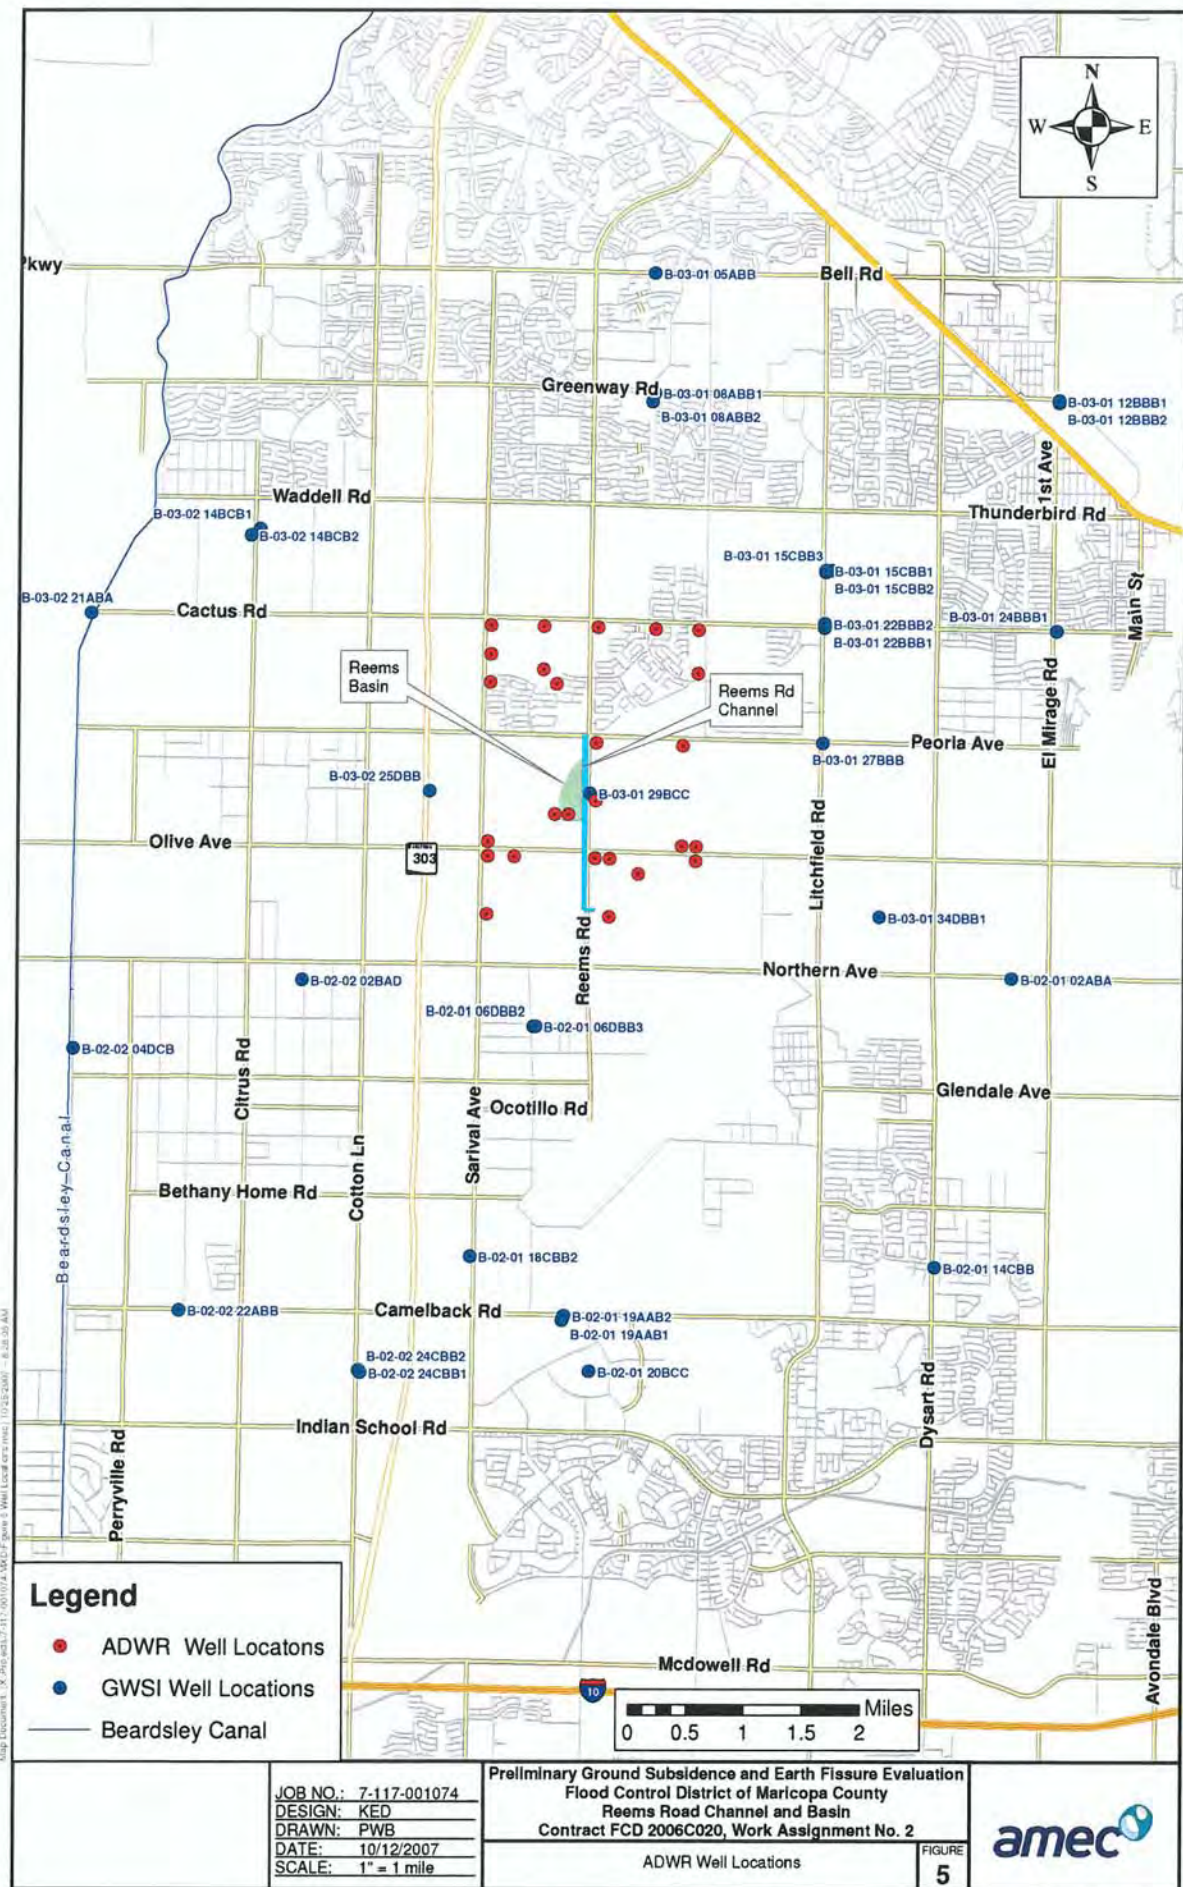 N
W
E
S
Pkwy
B-03-01 05ABB
Bell Rd
Greenway Rd
B-03-01 08ABB1
B-03-01 08ABB2
B-03-01 12BBB1
B-03-01 12BBB2
1st Ave
Waddell Rd
Thunderbird Rd
B-03-02 14BCB1
B-03-02 14BCB2
B-03-01 15CBB3
B-03-01 15CBB1
B-03-01 15CBB2
Main St
B-03-02 21ABA
Cactus Rd
B-03-01 22BBB2
B-03-01 24BBB1
B-03-01 22BBB1
Reems
Basin
Reems Rd
Channel
El Mirage Rd
Peoria Ave
B-03-01 27BBB
B-03-02 25DBB
B-03-01 29BCC
Olive Ave
303
Litchfield Rd
B-03-01 34DBB1
Reems Rd
Northern Ave
B-02-02 02BAD
B-02-01 02ABA
B-02-01 06DBB2
B-02-01 06DBB3
B-02-02 04DCB
Citrus Rd
Glendale Ave
Ocotillo Rd
Sarival Ave
Cotton Ln
Bethany Home Rd
Beardsley Canal
B-02-01 18CBB2
B-02-01 14CBB
B-02-02 22ABB
Camelback Rd
B-02-01 19AAB2
B-02-01 19AAB1
B-02-02 24CBB2
B-02-02 24CBB1
B-02-01 20BCC
Dysart Rd
Indian School Rd
Perryville Rd
Avondale Blvd
Mcdowell Rd
10
Legend
ADWR Well Locatons
GWSI Well Locations
Beardsley Canal
Miles
0 0.5 1 1.5 2
JOB NO.: 7-117-001074
DESIGN: KED
DRAWN: PWB
DATE: 10/12/2007
SCALE: 1" = 1 mile
Preliminary Ground Subsidence and Earth Fissure Evaluation
Flood Control District of Maricopa County
Reems Road Channel and Basin
Contract FCD 2006C020, Work Assignment No. 2
ADWR Well Locations
FIGURE
5
amec